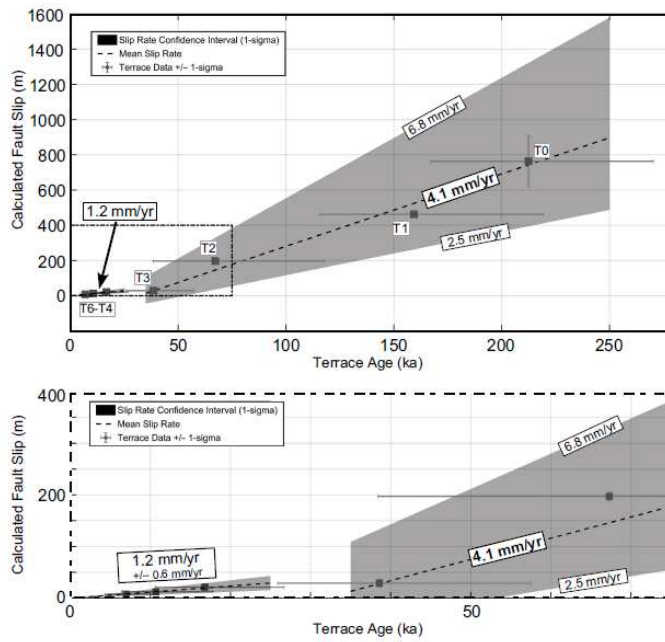 1600
1400
1200
1000
800
600
400
200
0
Calculated Fault Slip (m)
Slip Rate Confidence Interval (1-sigma)
Mean Slip Rate
Terrace Data +/- 1-sigma
6.8 mm/yr
T0
4.1 mm/yr
1.2 mm/yr
T1
2.5 mm/yr
T2
T3
T6-T4
0 50 100 150 200 250
Terrace Age (ka)
400
200
0
Calculated Fault Slip (m)
Slip Rate Confidence Interval (1-sigma)
Mean Slip Rate
Terrace Data +/- 1-sigma
6.8 mm/yr
4.1 mm/yr
1.2 mm/yr
+/- 0.6 mm/yr
2.5 mm/yr
0 50
Terrace Age (ka)